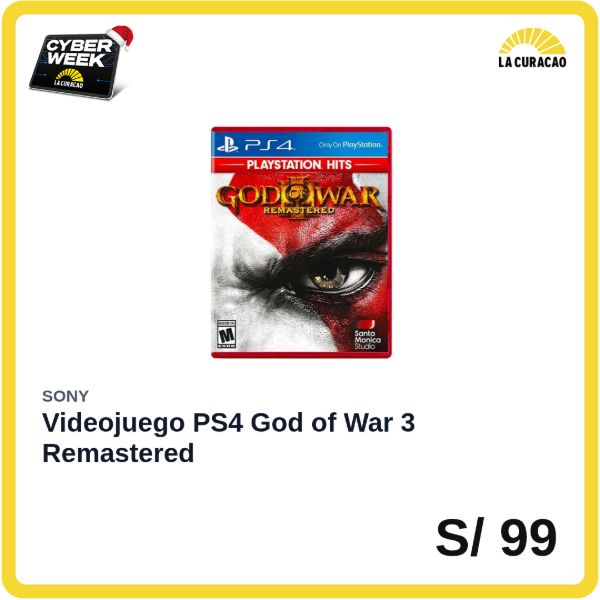 CYBER
WEEK
LA CURACAO
LA CURACAO
PS4
Only On PlayStation.
PLAYSTATION HITS
GOD OF WAR
III
REMASTERED
M
Santa
Monica
Studio
SONY
Videojuego PS4 God of War 3
Remastered
S/ 99